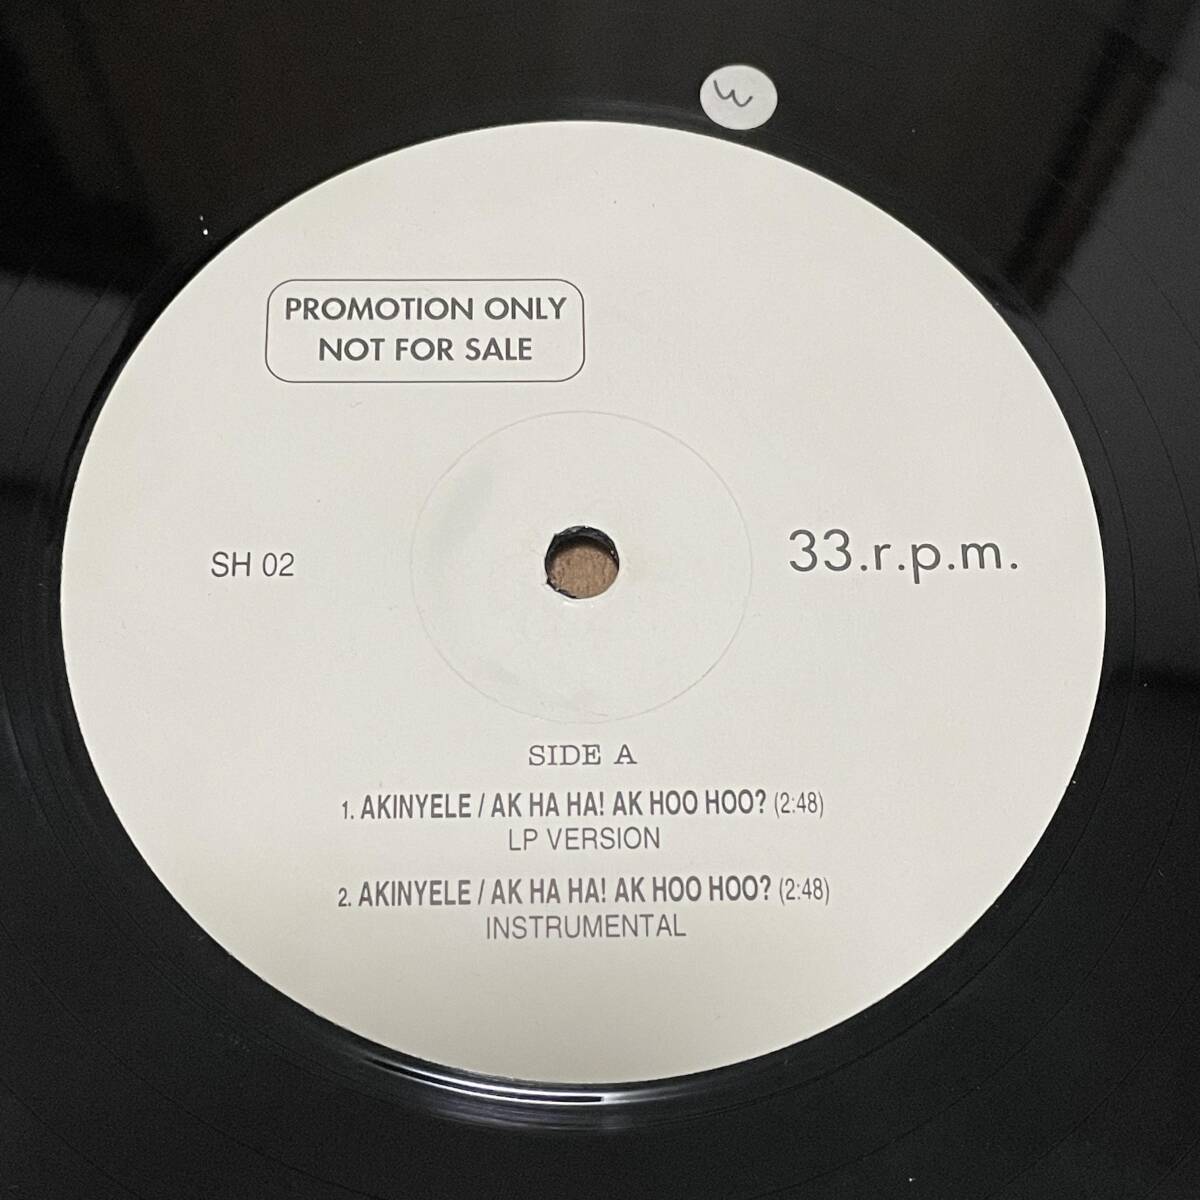 W
PROMOTION ONLY
NOT FOR SALE
SH 02
33.r.p.m.
SIDE A
1. AKINYELE / AK HA HA! AK HOO HOO? (2:48)
LP VERSION
2. AKINYELE / AK HA HA! AK HOO HOO? (2:48)
INSTRUMENTAL